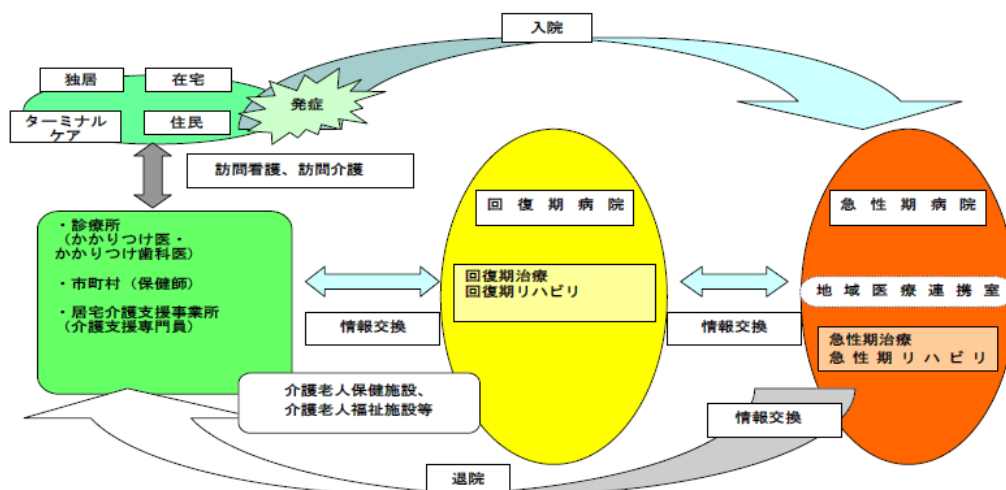 入院
独居
在宅
発症
ターミナル
ケア
住民
訪問看護、訪問介護
・診療所
（かかりつけ医・
かかりつけ歯科医）
・市町村（保健師）
・居宅介護支援事業所
（介護支援専門員）
情報交換
回復期病院
回復期治療
回復期リハビリ
情報交換
急性期病院
地域医療連携室
急性期治療
急性期リハビリ
介護老人保健施設、
介護老人福祉施設等
情報交換
退院